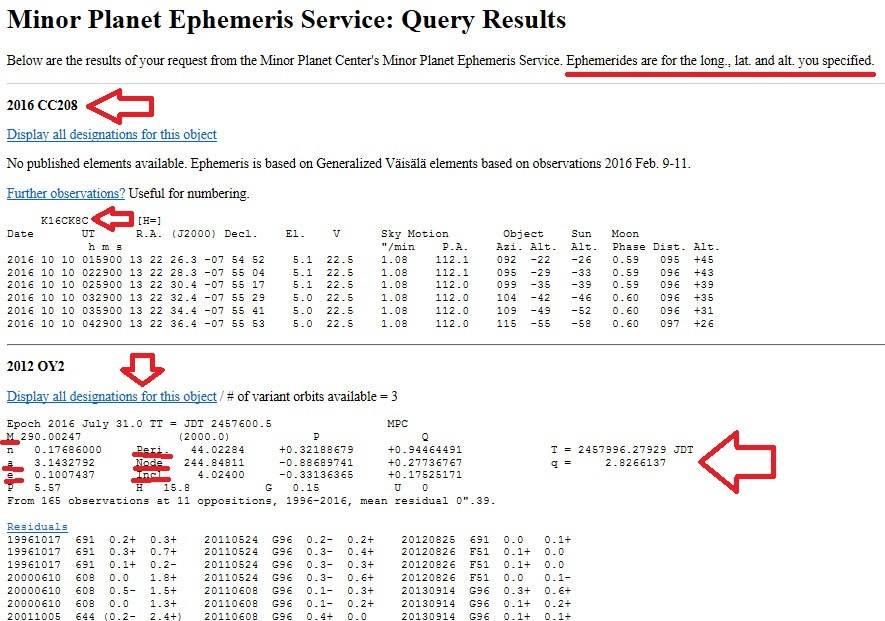 Minor Planet Ephemeris Service: Query Results
Below are the results of your request from the Minor Planet Center's Minor Planet Ephemeris Service. Ephemerides are for the long., lat. and alt. you specified.
2016 CC208
Display all designations for this object
No published elements available. Ephemeris is based on Generalized Väisälä elements based on observations 2016 Feb. 9-11.
Further observations? Useful for numbering.
K16CK8C [H=]
Date UT R.A. (J2000) Decl. El. V Sky Motion Object Sun Moon
h m s "/min P.A. Azi. Alt. Alt. Phase Dist. Alt.
2016 10 10 015900 13 22 26.3 -07 54 52 5.1 22.5 1.08 112.1 092 -22 -26 0.59 095 +45
2016 10 10 022900 13 22 28.3 -07 55 04 5.1 22.5 1.08 112.1 095 -29 -33 0.59 096 +43
2016 10 10 025900 13 22 30.4 -07 55 17 5.1 22.5 1.08 112.0 099 -35 -39 0.59 096 +39
2016 10 10 032900 13 22 32.4 -07 55 29 5.0 22.5 1.08 112.0 104 -42 -46 0.60 096 +35
2016 10 10 035900 13 22 34.4 -07 55 41 5.0 22.5 1.08 112.0 109 -49 -52 0.60 096 +31
2016 10 10 042900 13 22 36.4 -07 55 53 5.0 22.5 1.08 112.0 115 -55 -58 0.60 097 +26
2012 OY2
Display all designations for this object / # of variant orbits available = 3
Epoch 2016 July 31.0 TT = JDT 2457600.5 MPC
M 290.00247 (2000.0) P Q
n 0.17686000 Peri. 44.02284 +0.32188679 +0.94464491 T = 2457996.27929 JDT
a 3.1432792 Node 244.84811 -0.88689741 +0.27736767 q = 2.8266137
e 0.1007437 Incl. 4.02400 -0.33136365 +0.17525171
P 5.57 H 15.8 G 0.15 U 0
From 165 observations at 11 oppositions, 1996-2016, mean residual 0".39.
Residuals
19961017 691 0.2+ 0.3+ 20110524 G96 0.2- 0.2+ 20120825 691 0.0 0.1+
19961017 691 0.3+ 0.7+ 20110524 G96 0.3- 0.4+ 20120826 F51 0.1+ 0.0
19961017 691 0.1+ 0.2- 20110524 G96 0.3- 0.3+ 20120826 F51 0.1+ 0.0
20000610 608 0.0 1.8+ 20110524 G96 0.3- 0.6+ 20120826 F51 0.0 0.1-
20000610 608 0.5- 1.5+ 20110608 G96 0.1- 0.3+ 20130914 G96 0.3+ 0.6+
20000610 608 0.0 1.3+ 20110608 G96 0.1- 0.2+ 20130914 G96 0.1+ 0.2+
20011005 644 (0.2- 2.4+) 20110608 G96 0.4+ 0.0 20130914 G96 0.1+ 0.1+